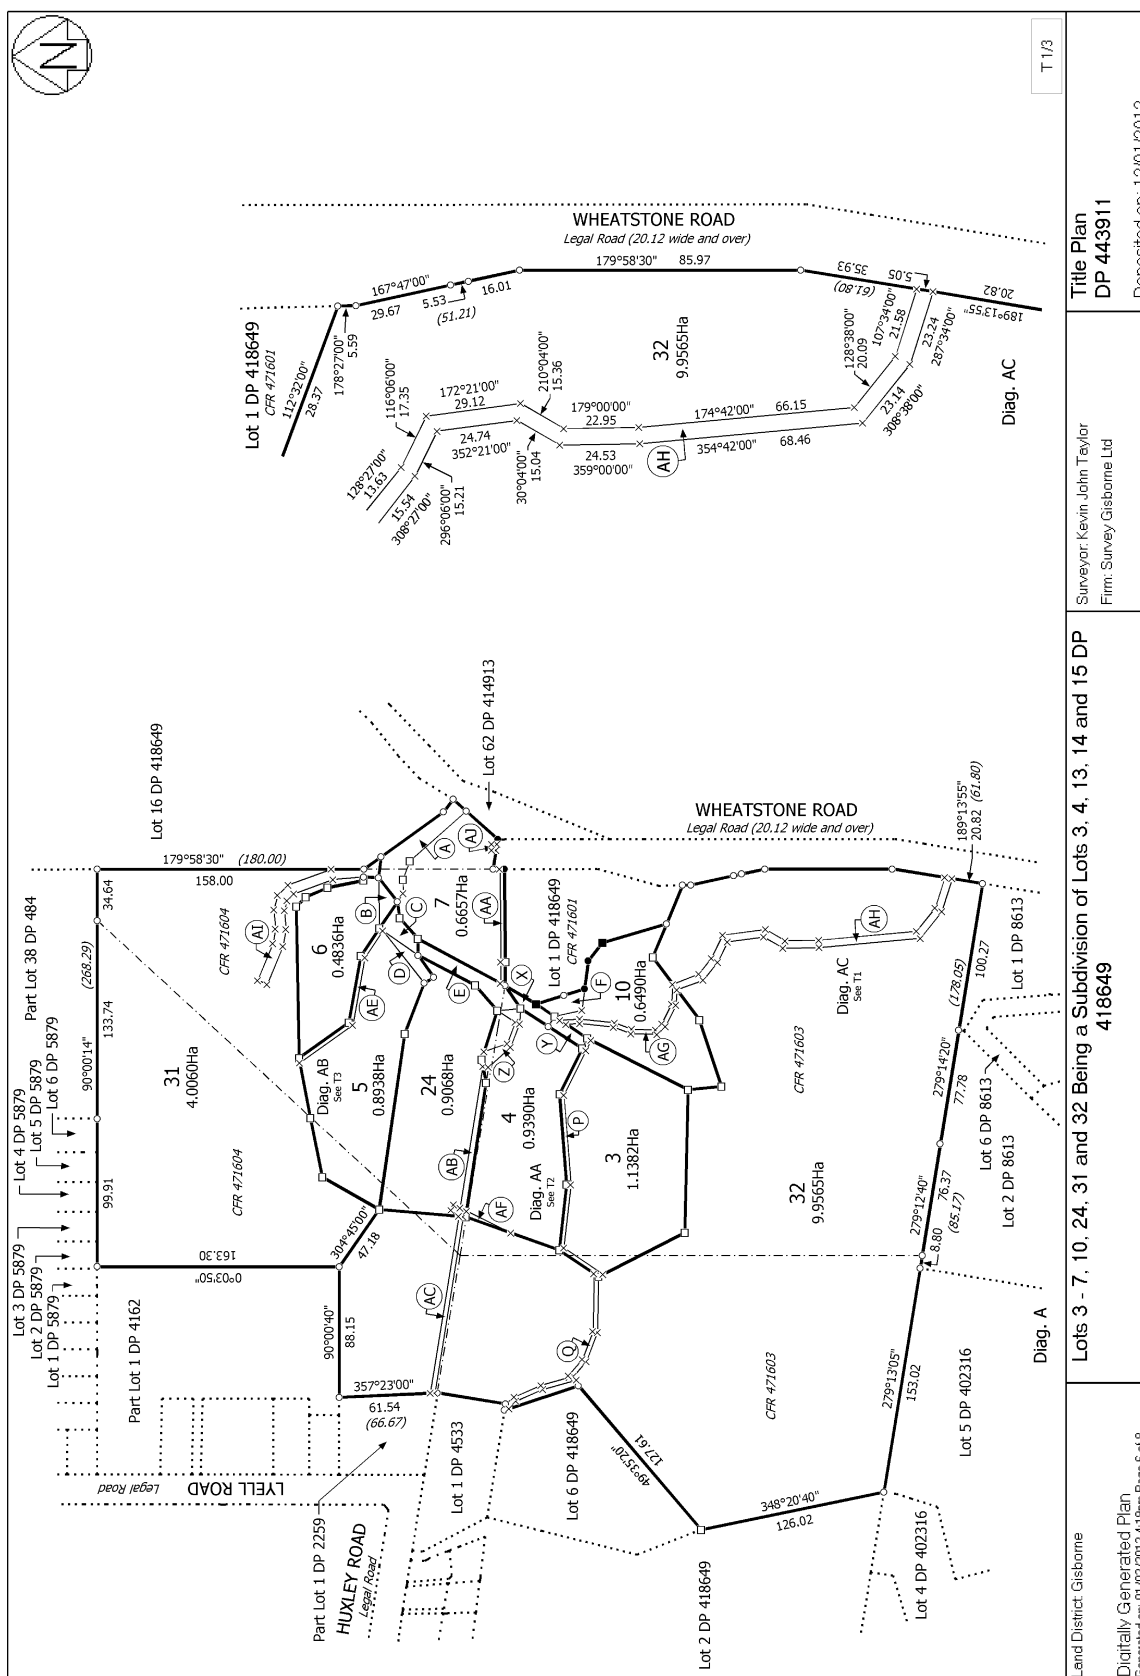 N
T 1/3
Lot 1 DP 418649
CFR 471601
112°32'00"
28.37
178°27'00"
5.59
167°47'00"
29.67
5.53
(51.21)
16.01
WHEATSTONE ROAD
Legal Road (20.12 wide and over)
179°58'30" 85.97
35.93
(61.80)
5.05
20.82
189°13'55"
32
9.9565Ha
128°27'00"
13.63
15.54
308°27'00"
116°06'00"
17.35
296°06'00"
15.21
172°21'00"
29.12
24.74
352°21'00"
210°04'00"
15.36
30°04'00"
15.04
179°00'00"
22.95
24.53
359°00'00"
AH
174°42'00" 66.15
354°42'00" 68.46
128°38'00"
20.09
23.14
308°38'00"
107°34'00"
21.58
23.24
287°34'00"
Diag. AC
Lot 3 DP 5879
Lot 2 DP 5879
Lot 1 DP 5879
Lot 4 DP 5879
Lot 5 DP 5879
Lot 6 DP 5879
Part Lot 38 DP 484
Lot 16 DP 418649
Lot 62 DP 414913
Part Lot 1 DP 4162
90°00'14"
99.91
133.74
(268.29)
34.64
179°58'30" (180.00)
158.00
163.30
0°03'50"
31
4.0060Ha
CFR 471604
CFR 471604
AI
304°45'00"
47.18
90°00'40"
88.15
357°23'00"
61.54
(66.67)
LYELL ROAD
Legal Road
Part Lot 1 DP 2259
HUXLEY ROAD
Legal Road
Lot 1 DP 4533
Lot 6 DP 418649
Lot 2 DP 418649
6
0.4836Ha
Diag. AB
See T3
5
0.8938Ha
24
0.9068Ha
4
0.9390Ha
Diag. AA
See T2
3
1.1382Ha
7
0.6657Ha
10
0.6490Ha
A
B
C
D
E
F
P
Q
X
Y
Z
AA
AB
AC
AE
AF
AG
AH
AJ
Lot 1 DP 418649
CFR 471601
WHEATSTONE ROAD
Legal Road (20.12 wide and over)
189°13'55"
20.82 (61.80)
Diag. AC
See T1
CFR 471603
32
9.9565Ha
CFR 471603
49°35'20"
127.61
348°20'40"
126.02
279°13'05"
153.02
279°12'40"
8.80
76.37
(85.17)
279°14'20"
77.78
(178.05)
100.27
Lot 1 DP 8613
Lot 6 DP 8613
Lot 2 DP 8613
Lot 5 DP 402316
Lot 4 DP 402316
Diag. A
Land District: Gisborne
Digitally Generated Plan
Lots 3 - 7, 10, 24, 31 and 32 Being a Subdivision of Lots 3, 4, 13, 14 and 15 DP
418649
Surveyor: Kevin John Taylor
Firm: Survey Gisborne Ltd
Title Plan
DP 443911